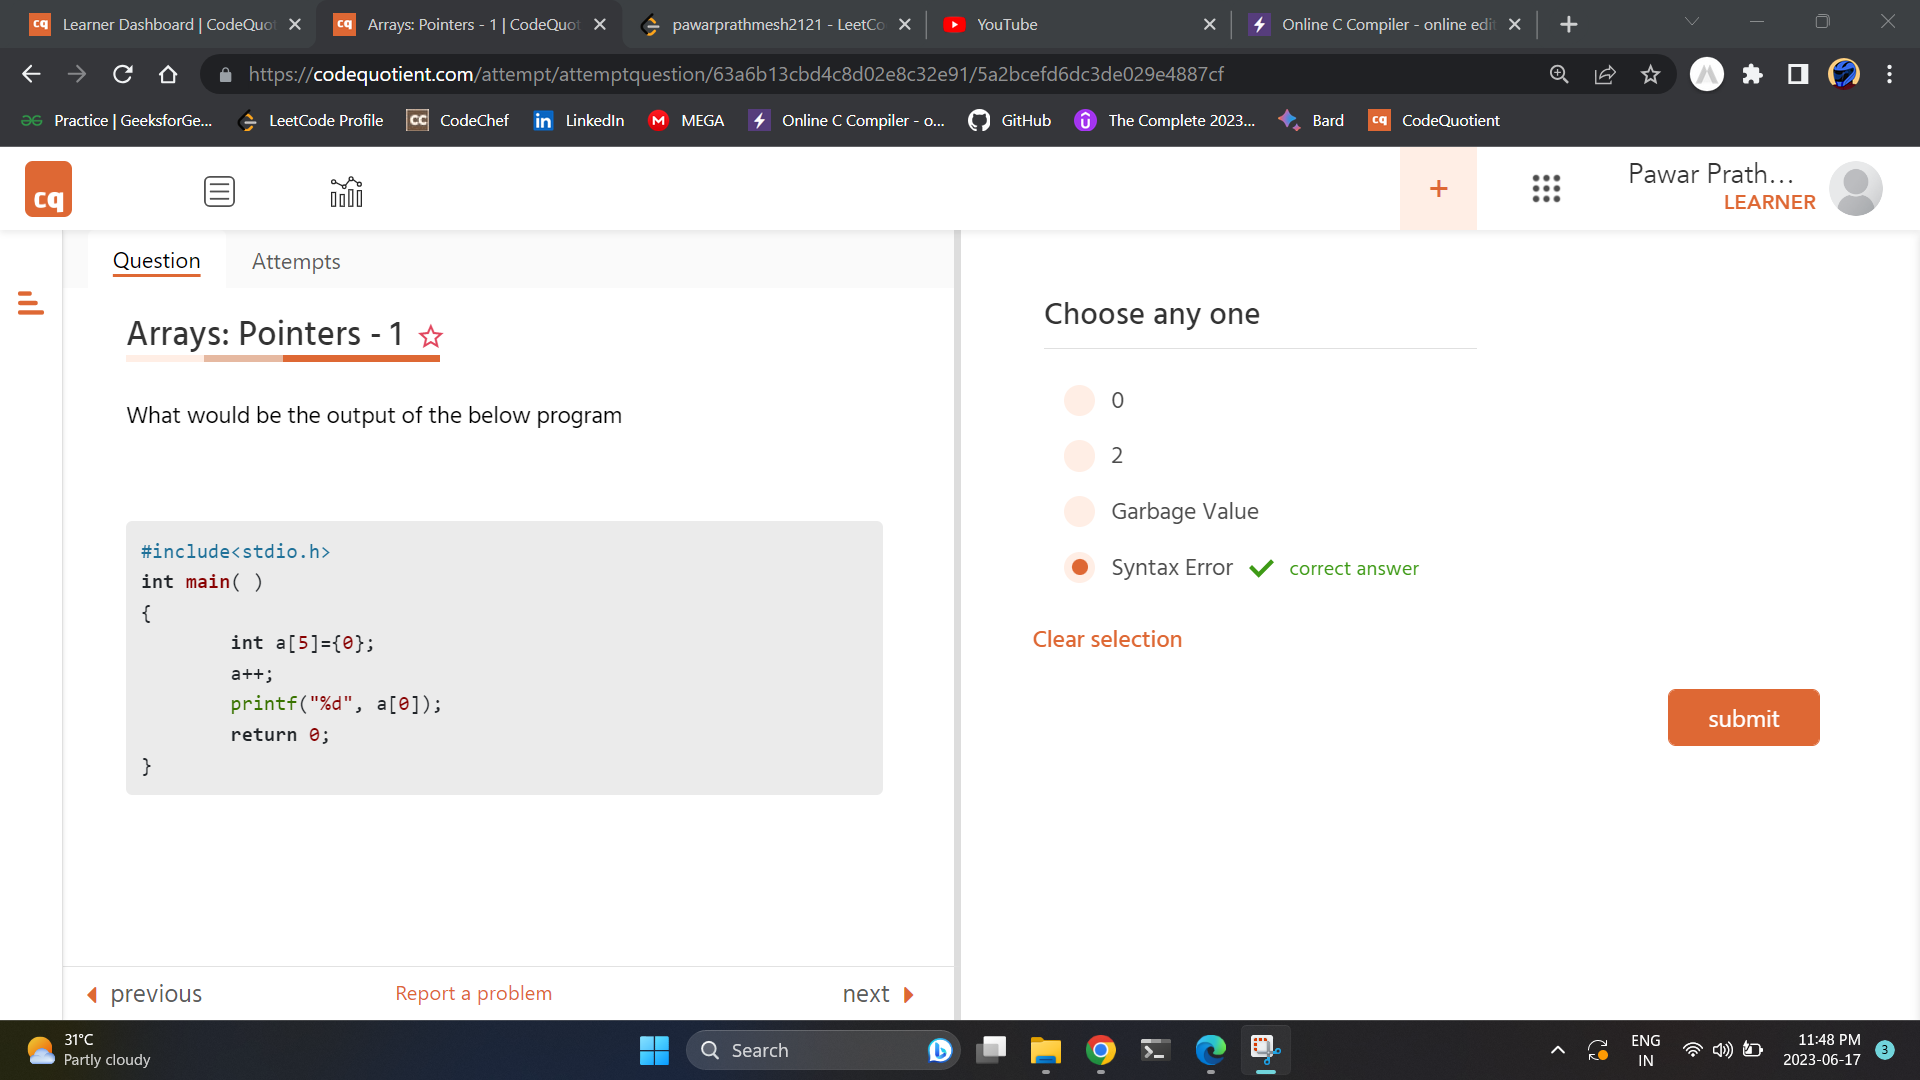 Learner Dashboard | CodeQuot
Arrays: Pointers - 1 | CodeQuot
pawarprathmesh2121 - LeetCo
YouTube
Online C Compiler - online edit
https://codequotient.com/attempt/attemptquestion/63a6b13cbd4c8d02e8c32e91/5a2bcefd6dc3de029e4887cf
Practice | GeeksforGe...
LeetCode Profile
CodeChef
LinkedIn
MEGA
Online C Compiler - o...
GitHub
The Complete 2023...
Bard
CodeQuotient
cq
+
Pawar Prath...
LEARNER
Question
Attempts
Arrays: Pointers - 1
What would be the output of the below program
#include<stdio.h>
int main( )
{
int a[5]={0};
a++;
printf("%d", a[0]);
return 0;
}
Choose any one
0
2
Garbage Value
Syntax Error correct answer
Clear selection
submit
previous
Report a problem
next
31°C
Partly cloudy
Search
ENG
IN
11:48 PM
2023-06-17
3